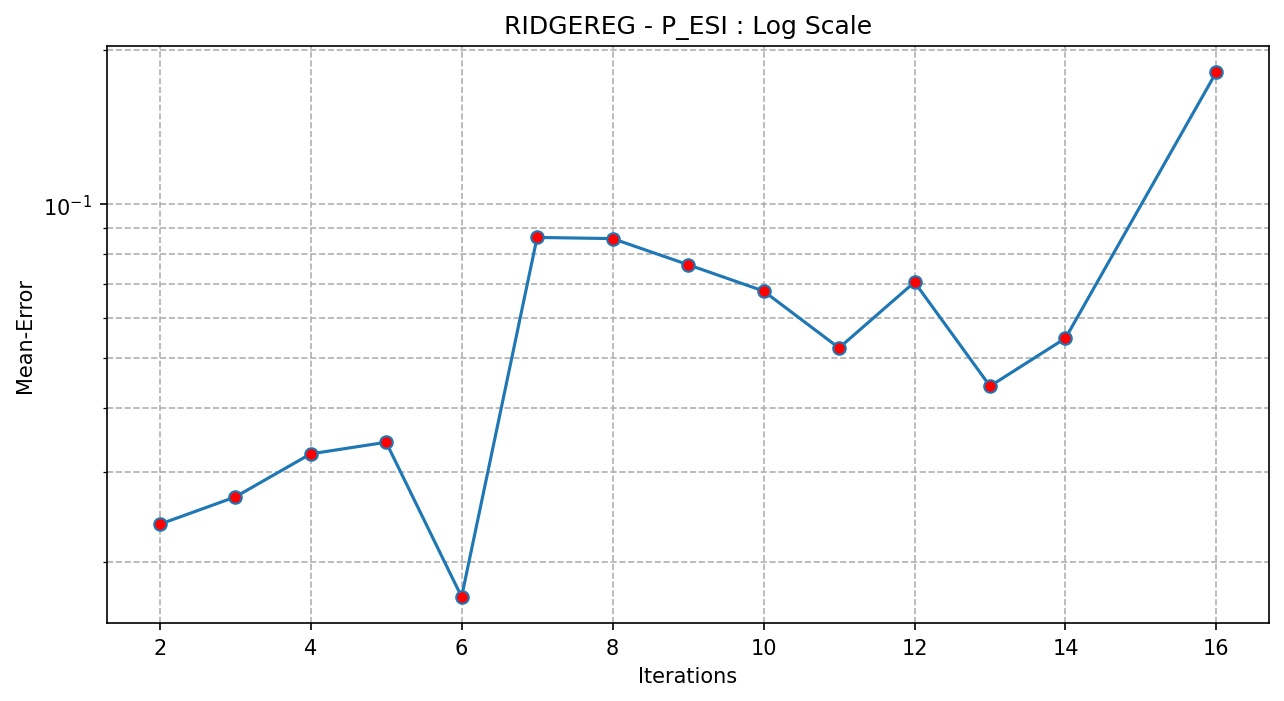 RIDGEREG - P_ESI : Log Scale
10⁻¹
Mean-Error
2 4 6 8 10 12 14 16
Iterations